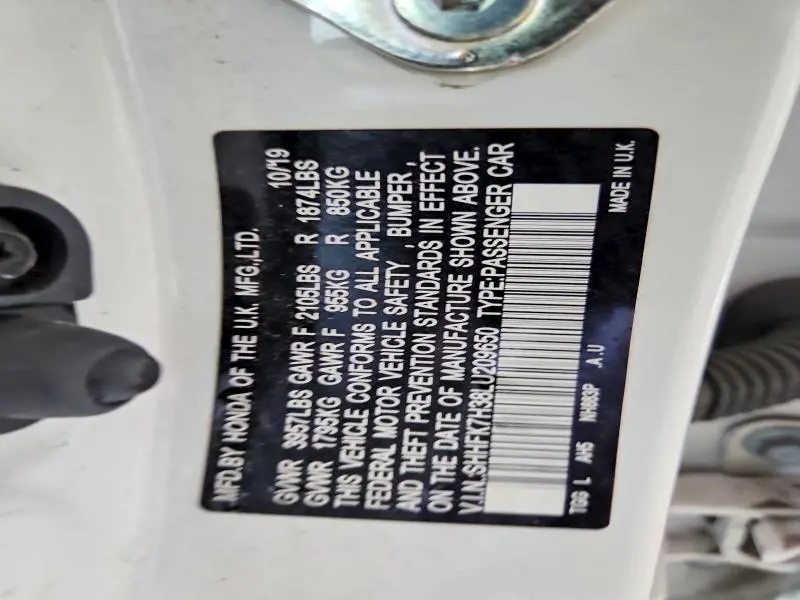 MFD.BY HONDA OF THE U.K. MFG.,LTD. 10/19
GVWR 3957LBS GAWR F 2105LBS R 1874LBS
GVWR 1795KG GAWR F 955KG R 850KG
THIS VEHICLE CONFORMS TO ALL APPLICABLE
FEDERAL MOTOR VEHICLE SAFETY , BUMPER ,
AND THEFT PREVENTION STANDARDS IN EFFECT
ON THE DATE OF MANUFACTURE SHOWN ABOVE.
V.I.N.SHHFK7H38LU209650 TYPE:PASSENGER CAR
TGG L AH5 NH883P .A.U MADE IN U.K.